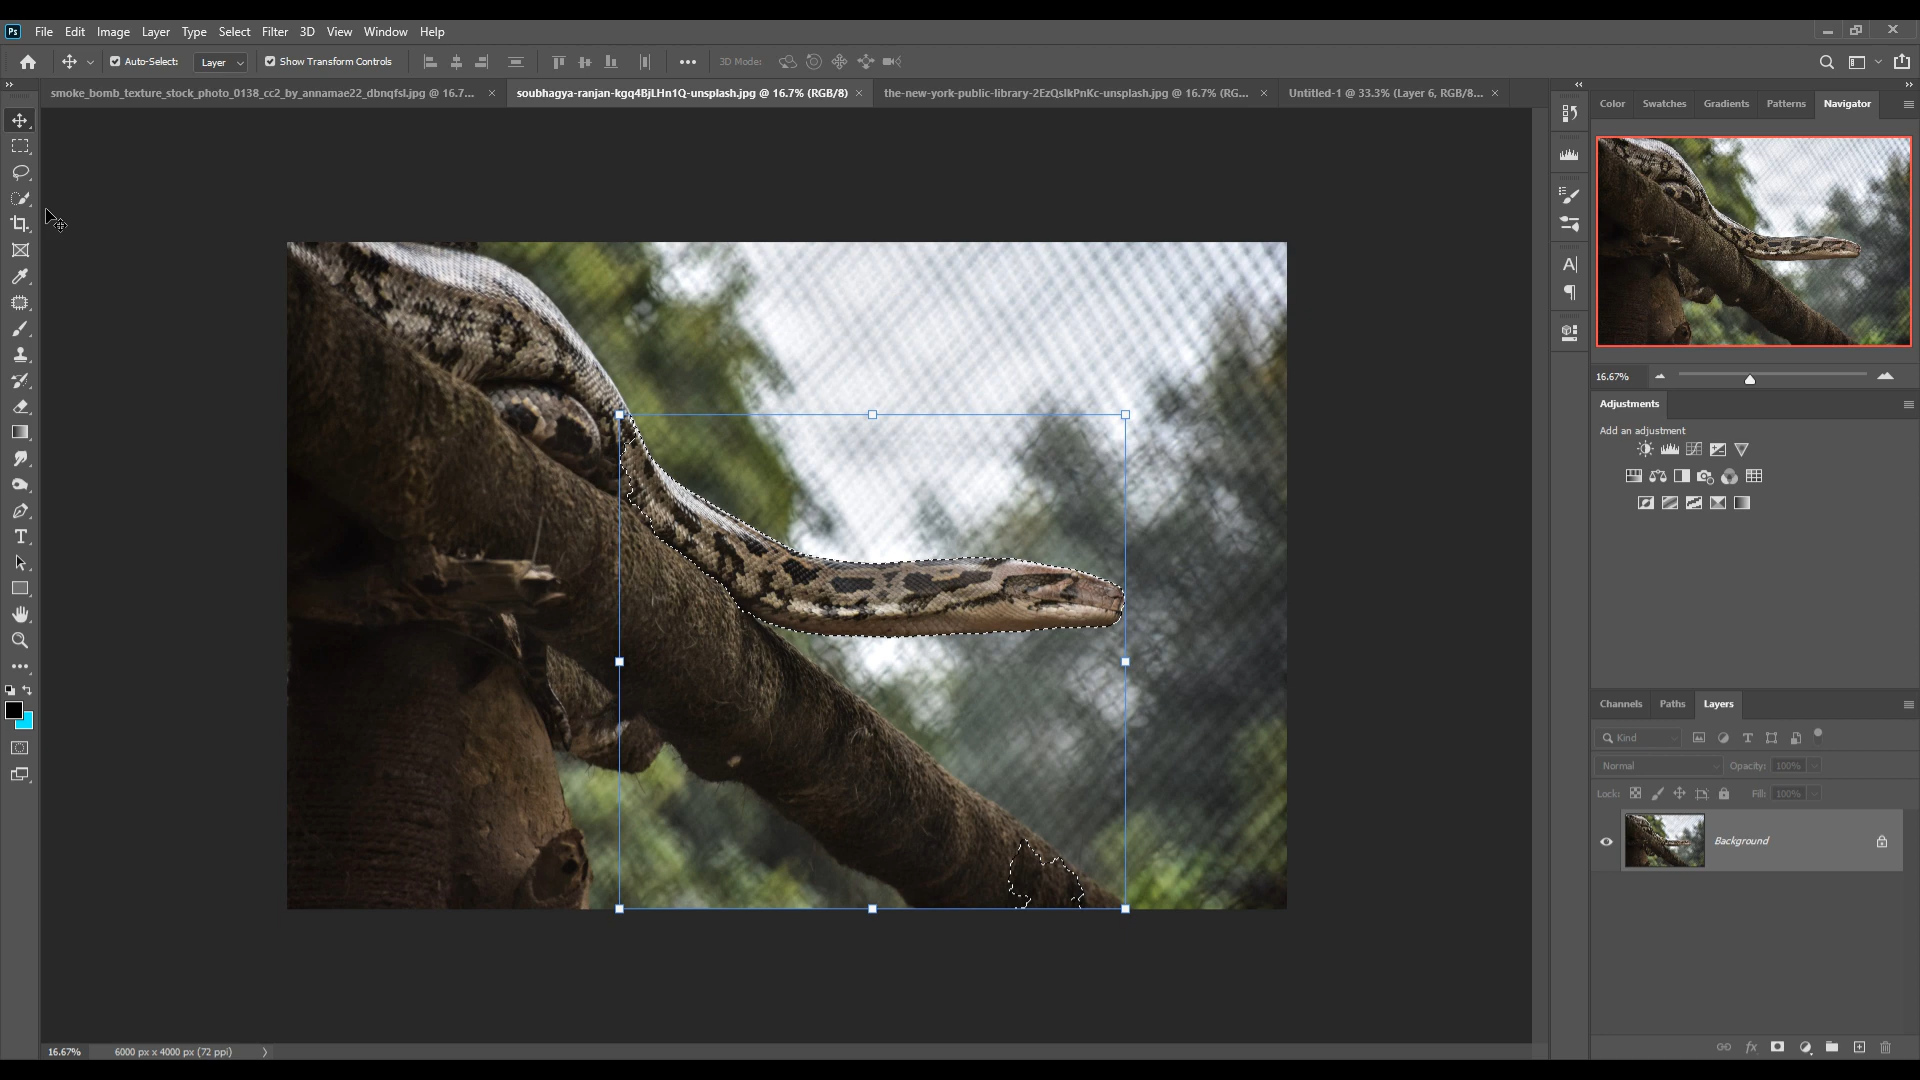 Ps File Edit Image Layer Type Select Filter 3D View Window Help
Auto-Select: Layer Show Transform Controls 3D Mode:
smoke_bomb_texture_stock_photo_0138_cc2_by_annamae22_dbnqfsl.jpg @ 16.7... soubhagya-ranjan-kgq4BjLHn1Q-unsplash.jpg @ 16.7% (RGB/8) the-new-york-public-library-2EzQslkPnKc-unsplash.jpg @ 16.7% (RG... Untitled-1 @ 33.3% (Layer 6, RGB/8...
Color Swatches Gradients Patterns Navigator
16.67%
Adjustments
Add an adjustment
Channels Paths Layers
Kind
Normal Opacity: 100%
Lock: Fill: 100%
Background
16.67% 6000 px x 4000 px (72 ppi)